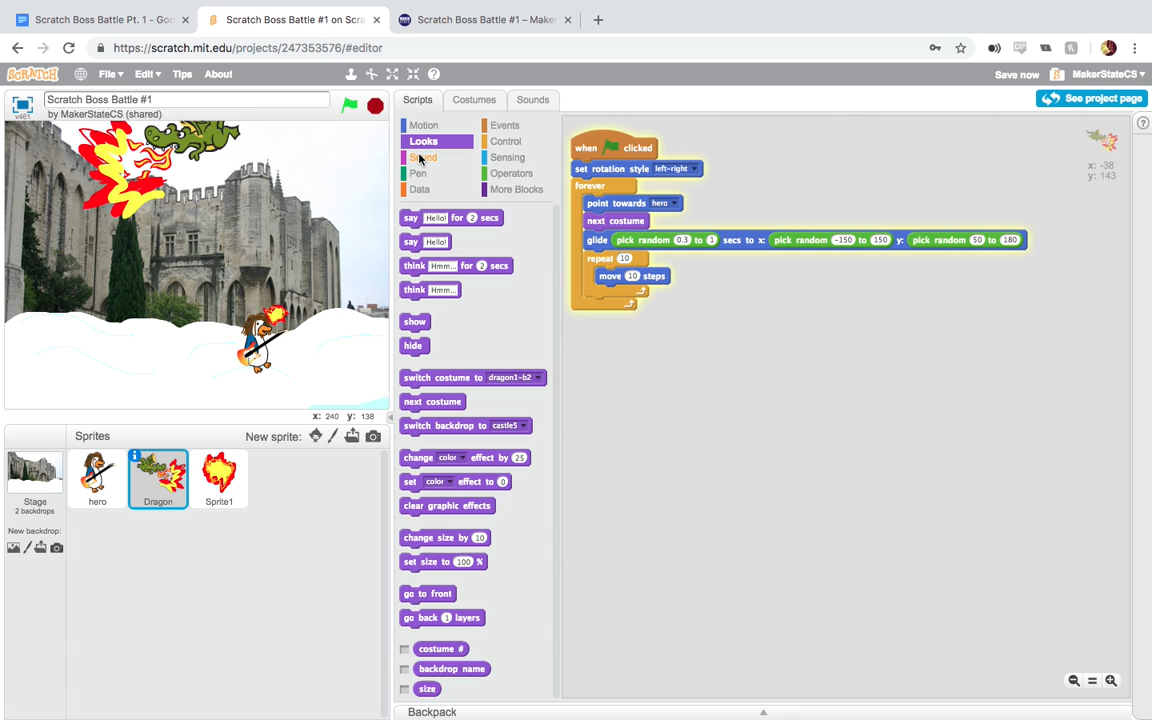 Scratch Boss Battle Pt. 1 - Goo
Scratch Boss Battle #1 on Scra
Scratch Boss Battle #1 – Maker
https://scratch.mit.edu/projects/247353576/#editor
SCRATCH File Edit Tips About Save now MakerStateCS
v461
Scratch Boss Battle #1
by MakerStateCS (shared)
Scripts Costumes Sounds
See project page
Motion Events
Looks Control
Sound Sensing
Pen Operators
Data More Blocks
say Hello! for 2 secs
say Hello!
think Hmm... for 2 secs
think Hmm...
show
hide
switch costume to dragon1-b2
next costume
switch backdrop to castle5
change color effect by 25
set color effect to 0
clear graphic effects
change size by 10
set size to 100 %
go to front
go back 1 layers
costume #
backdrop name
size
when clicked
set rotation style left-right
forever
point towards hero
next costume
glide pick random 0.3 to 1 secs to x: pick random -150 to 150 y: pick random 50 to 180
repeat 10
move 10 steps
x: -38
y: 143
x: 240 y: 138
Sprites New sprite:
Stage
2 backdrops
New backdrop:
hero
Dragon
Sprite1
Backpack